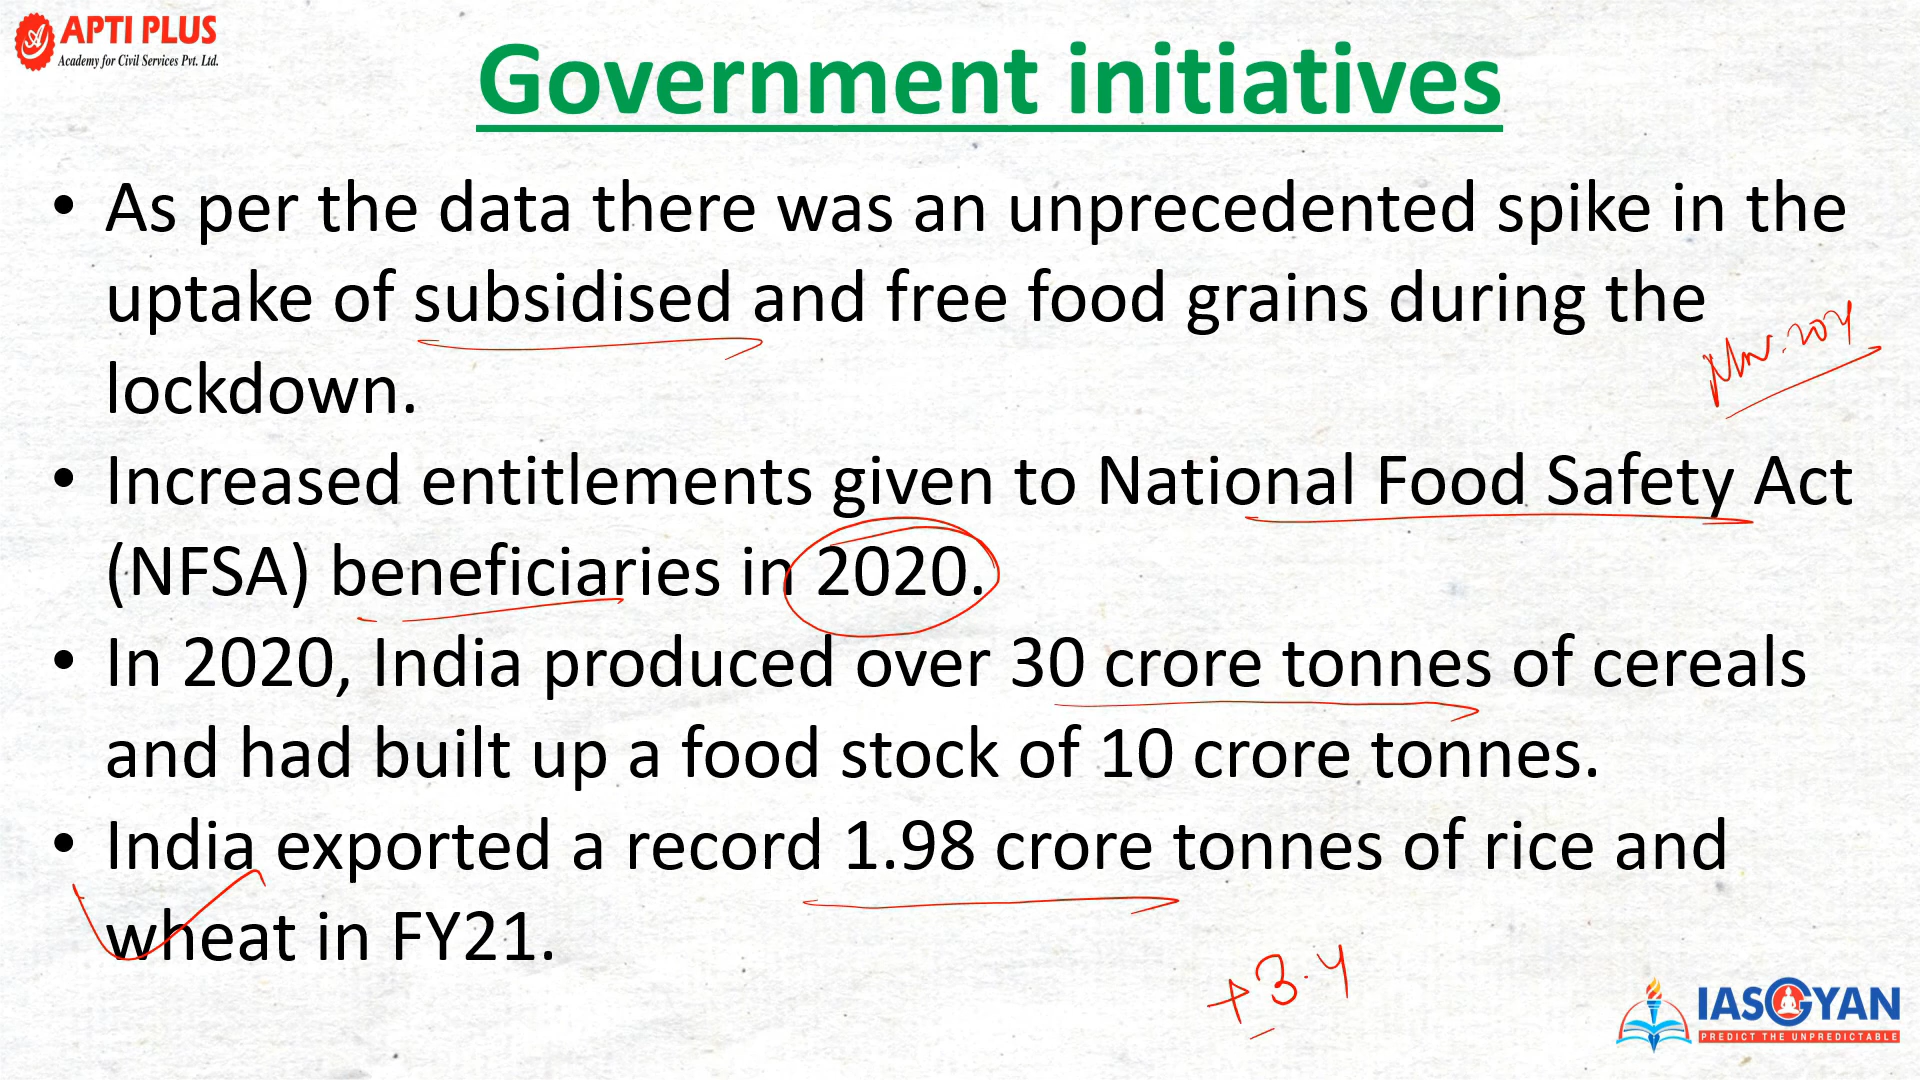 APTI PLUS
Academy for Civil Services Pvt. Ltd.
Government initiatives
• As per the data there was an unprecedented spike in the
uptake of subsidised and free food grains during the
lockdown.
• Increased entitlements given to National Food Safety Act
(NFSA) beneficiaries in 2020.
• In 2020, India produced over 30 crore tonnes of cereals
and had built up a food stock of 10 crore tonnes.
• India exported a record 1.98 crore tonnes of rice and
wheat in FY21.
IASGYAN
PREDICT THE UNPREDICTABLE